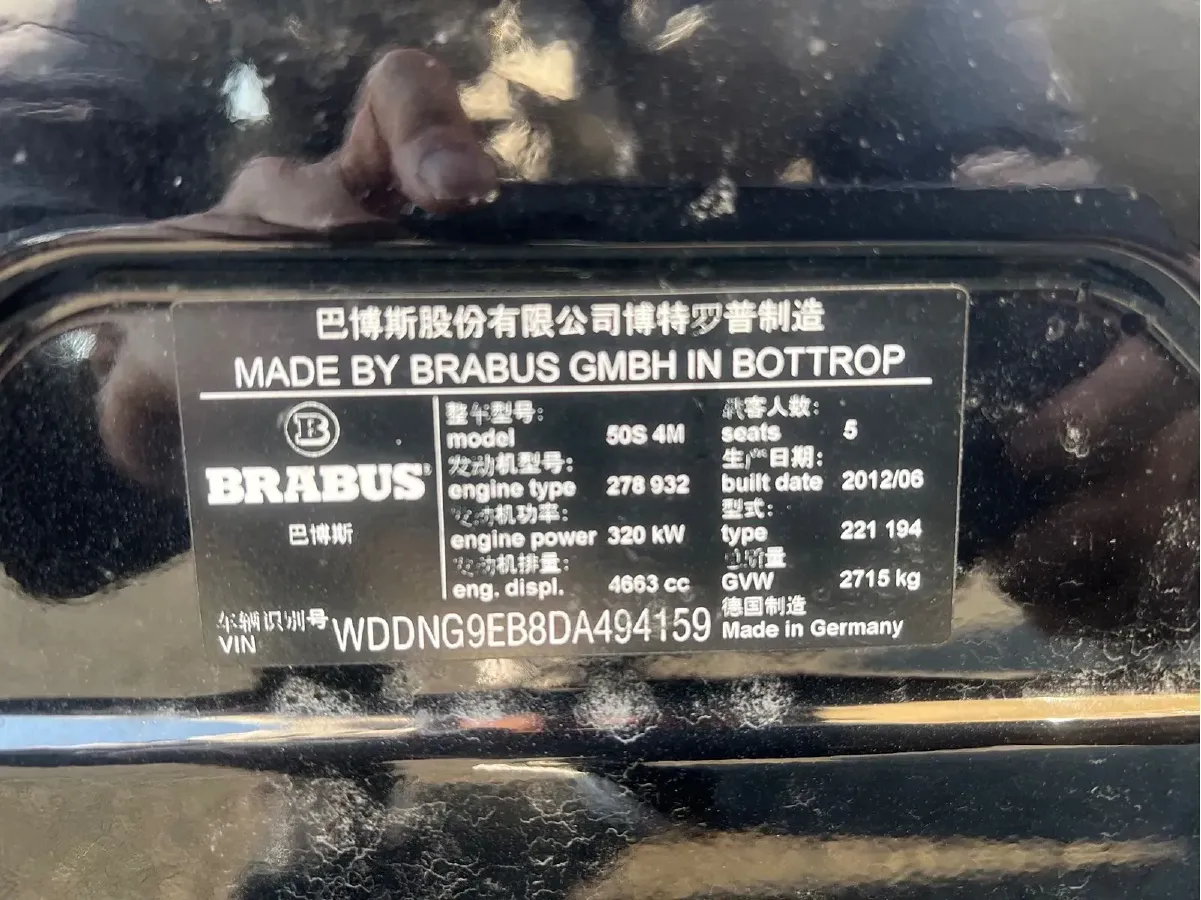 巴博斯股份有限公司博特罗普制造
MADE BY BRABUS GMBH IN BOTTROP
B
BRABUS
巴博斯
整车型号:
model 50S 4M
发动机型号:
engine type 278 932
发动机功率:
engine power 320 kW
发动机排量:
eng. displ. 4663 cc
乘客人数:
seats 5
生产日期:
built date 2012/06
型式:
type 221 194
质量
GVW 2715 kg
德国制造
Made in Germany
车辆识别号
VIN WDDNG9EB8DA494159